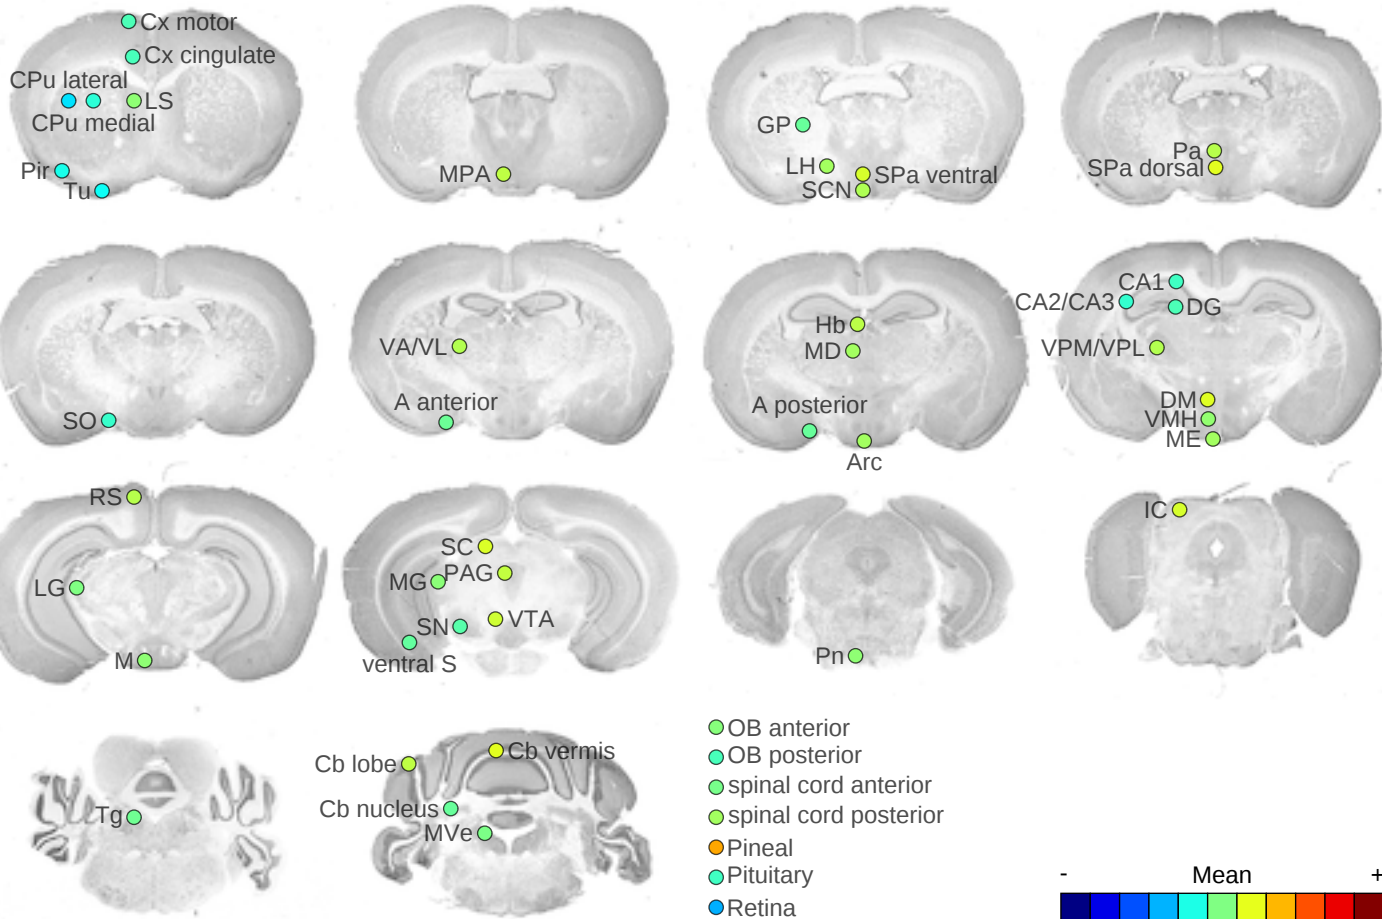 Cx motor
Cx cingulate
CPu lateral
LS
CPu medial
Pir
Tu
MPA
GP
LH
SPa ventral
SCN
Pa
SPa dorsal
SO
VA/VL
A anterior
Hb
MD
A posterior
Arc
CA1
CA2/CA3
DG
VPM/VPL
DM
VMH
ME
RS
LG
M
SC
PAG
MG
VTA
SN
ventral S
Pn
IC
Tg
Cb vermis
Cb lobe
Cb nucleus
MVe
OB anterior
OB posterior
spinal cord anterior
spinal cord posterior
Pineal
Pituitary
Retina
- Mean +